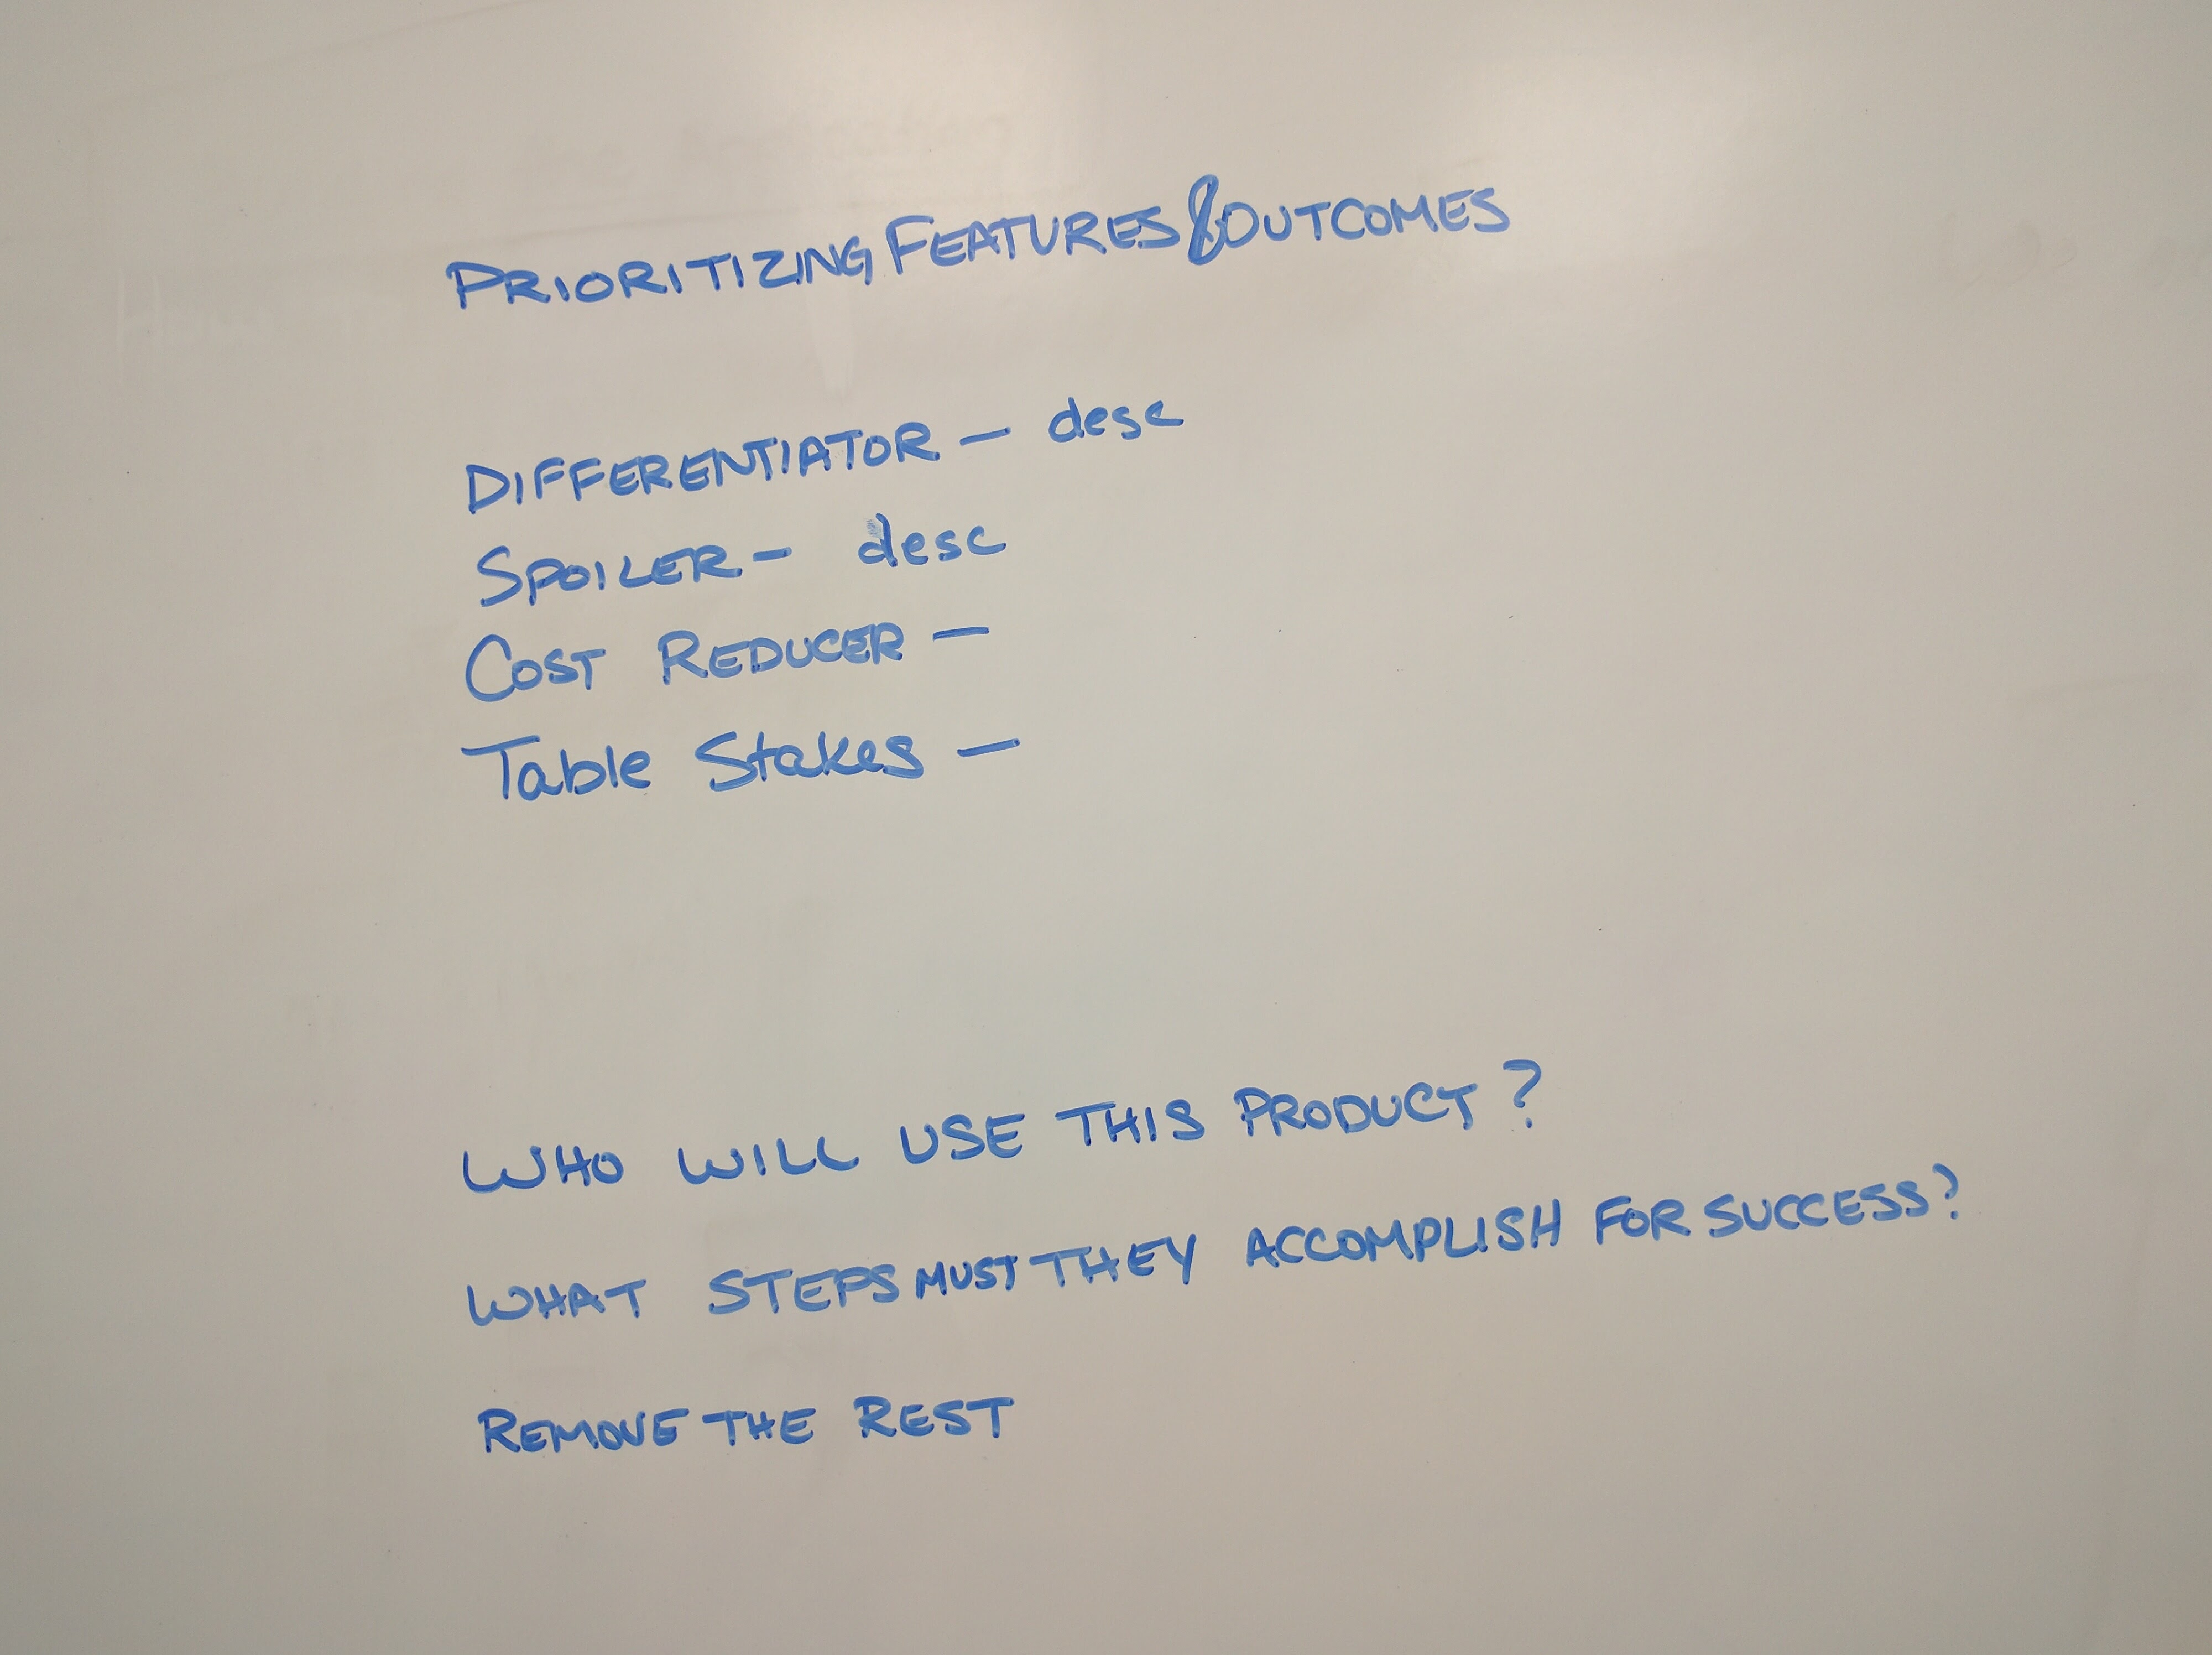 PRIORITIZING FEATURES & OUTCOMES
DIFFERENTIATOR — desc
SPOILER — desc
COST REDUCER —
Table Stakes —
WHO WILL USE THIS PRODUCT?
WHAT STEPS MUST THEY ACCOMPLISH FOR SUCCESS?
REMOVE THE REST